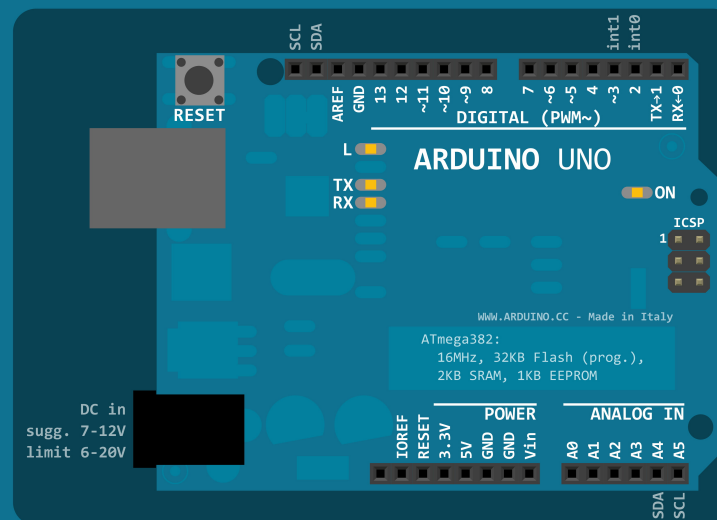 SCL
SDA
int1
int0
RESET
AREF
GND
13
12
~11
~10
~9
8
7
~6
~5
4
~3
2
TX→1
RX←0
DIGITAL (PWM~)
L
TX
RX
ARDUINO UNO
ON
ICSP
1
WWW.ARDUINO.CC - Made in Italy
ATmega382:
16MHz, 32KB Flash (prog.),
2KB SRAM, 1KB EEPROM
DC in
sugg. 7-12V
limit 6-20V
POWER
ANALOG IN
IOREF
RESET
3.3V
5V
GND
GND
Vin
A0
A1
A2
A3
A4
A5
SDA
SCL